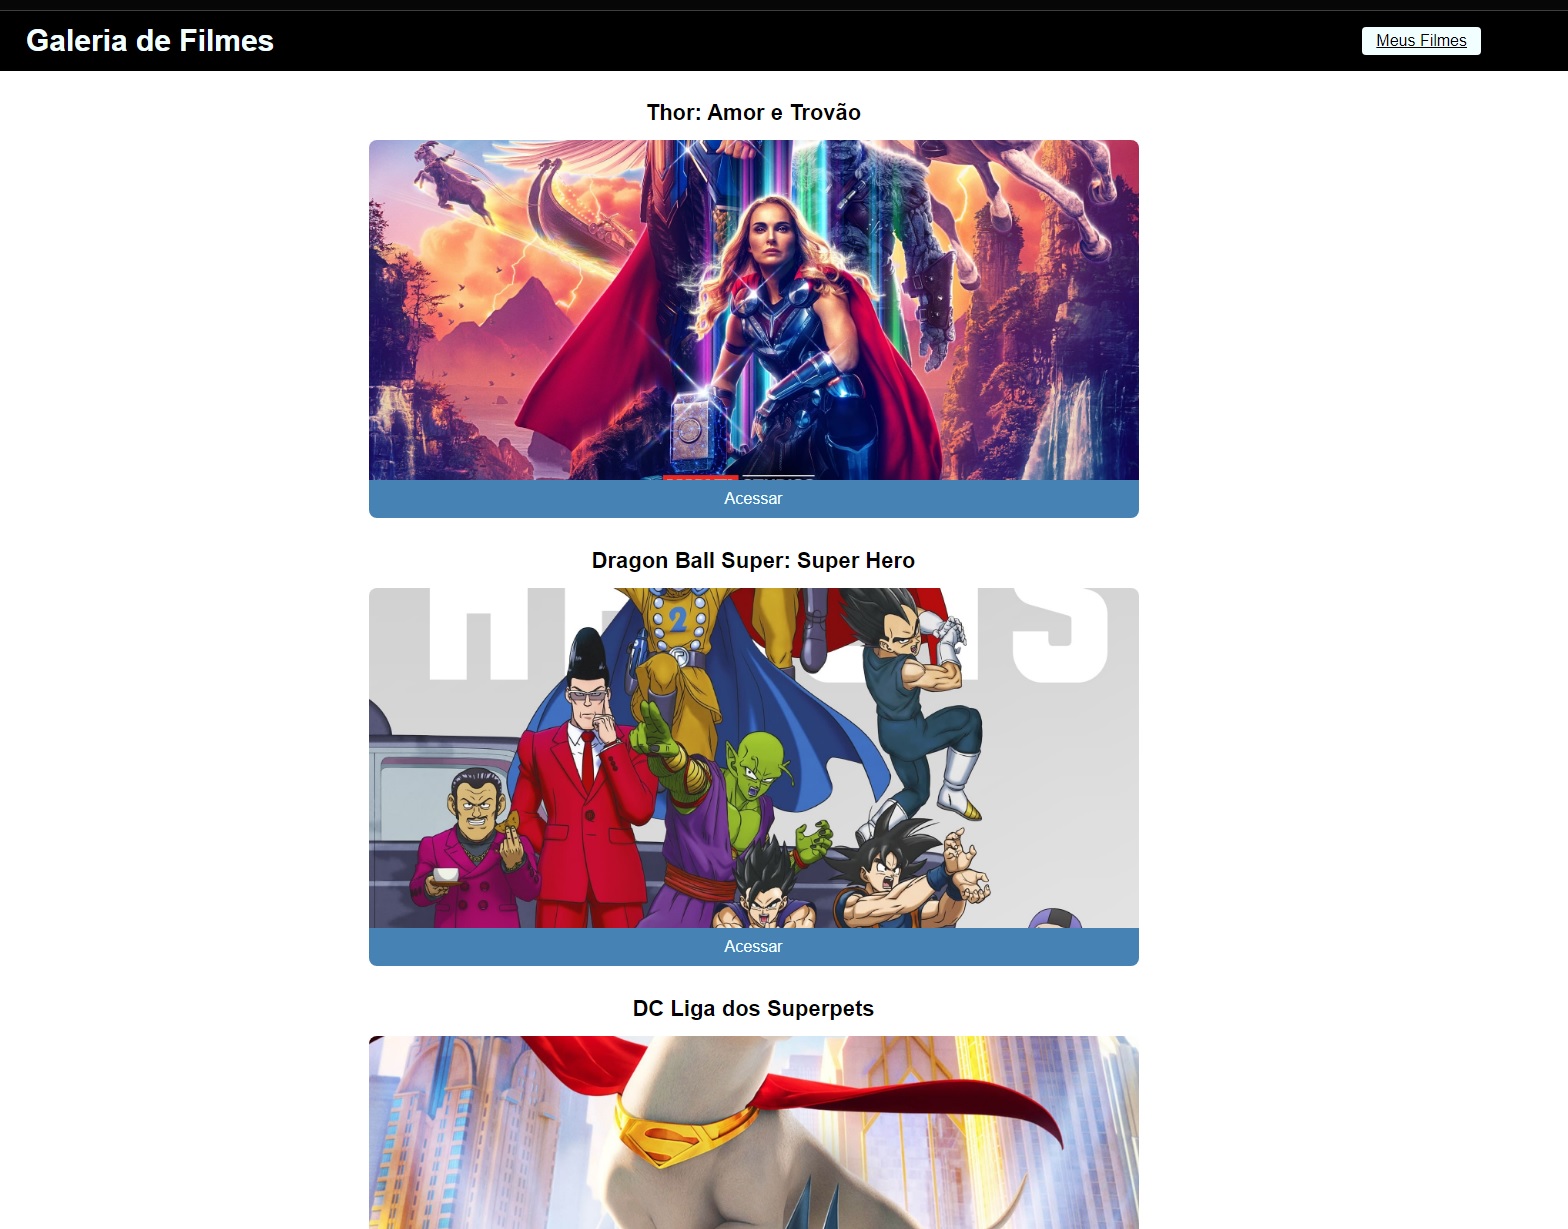 Galeria de Filmes
Meus Filmes
Thor: Amor e Trovão
Acessar
Dragon Ball Super: Super Hero
2
Acessar
DC Liga dos Superpets